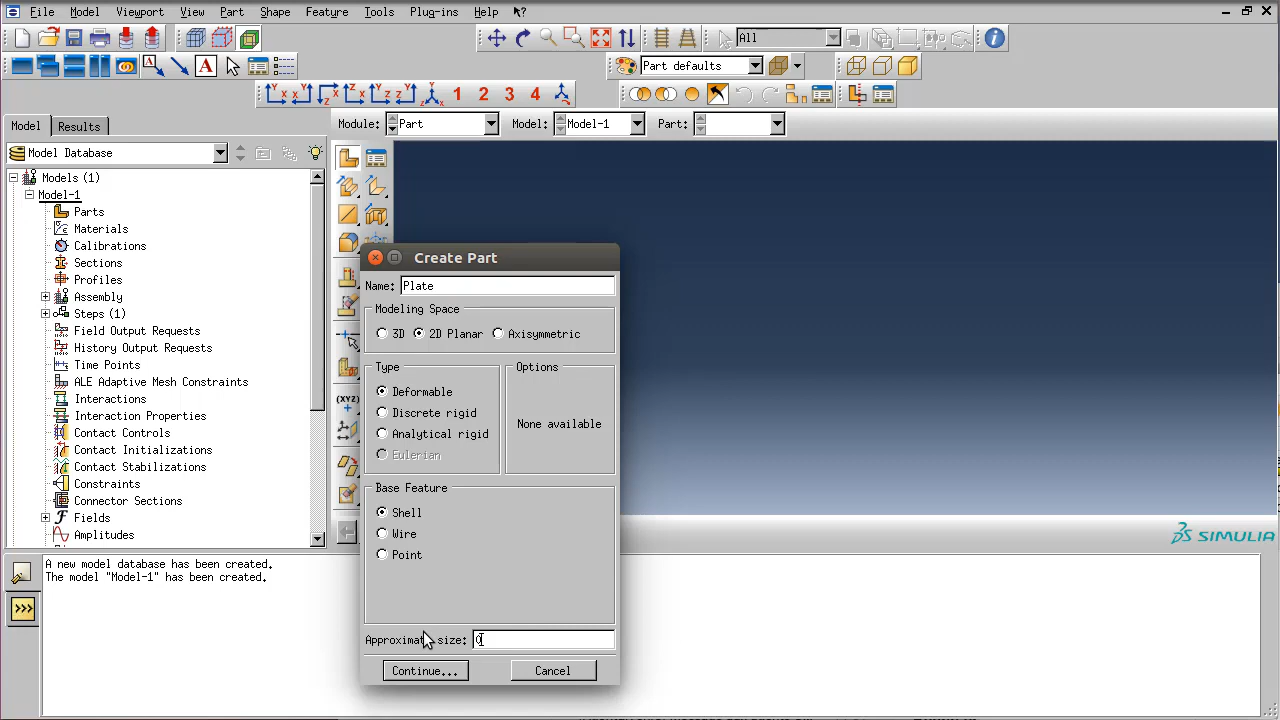 File Model Viewport View Part Shape Feature Tools Plug-ins Help
All
A
Part defaults
Y X Y X Z X Z X Y Z Y Z 1 2 3 4
Model Results
Module: Part Model: Model-1 Part:
Model Database
Models (1)
Model-1
Parts
Materials
Calibrations
Sections
Profiles
Assembly
Steps (1)
Field Output Requests
History Output Requests
Time Points
ALE Adaptive Mesh Constraints
Interactions
Interaction Properties
Contact Controls
Contact Initializations
Contact Stabilizations
Constraints
Connector Sections
Fields
Amplitudes
(XYZ)
Create Part
Name: Plate
Modeling Space
3D 2D Planar Axisymmetric
Type
Deformable
Discrete rigid
Analytical rigid
Eulerian
Options
None available
Base Feature
Shell
Wire
Point
Approximate size: 0
Continue... Cancel
SIMULIA
A new model database has been created.
The model "Model-1" has been created.
>>>